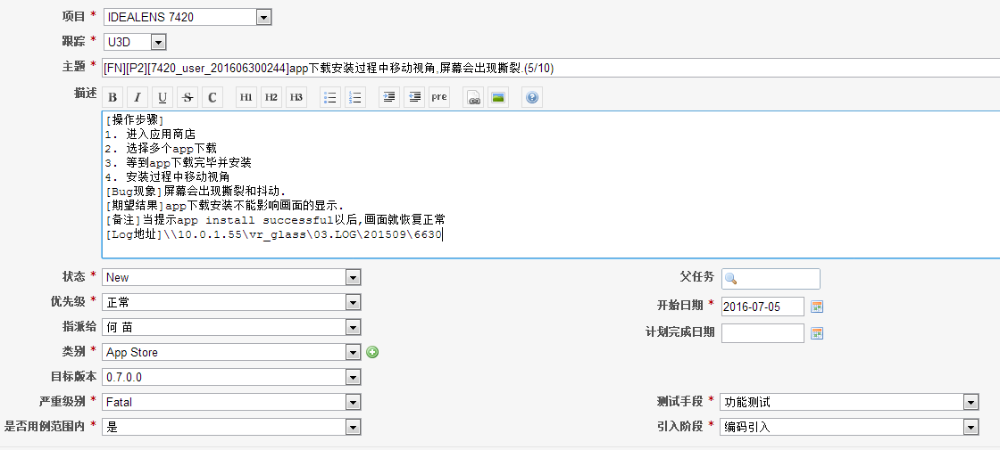 项目 * IDEALENS 7420
跟踪 * U3D
主题 * [FN][P2][7420_user_201606300244]app下载安装过程中移动视角,屏幕会出现撕裂.(5/10)
描述 B I U S C H1 H2 H3 pre
[操作步骤]
1. 进入应用商店
2. 选择多个app下载
3. 等到app下载完毕并安装
4. 安装过程中移动视角
[Bug现象]屏幕会出现撕裂和抖动.
[期望结果]app下载安装不能影响画面的显示.
[备注]当提示app install successful以后,画面就恢复正常
[Log地址]\\10.0.1.55\vr_glass\03.LOG\201509\6630
状态 * New 父任务
优先级 * 正常 开始日期 * 2016-07-05
指派给 何 苗 计划完成日期
类别 * App Store
目标版本 0.7.0.0
严重级别 * Fatal 测试手段 * 功能测试
是否用例范围内 * 是 引入阶段 * 编码引入